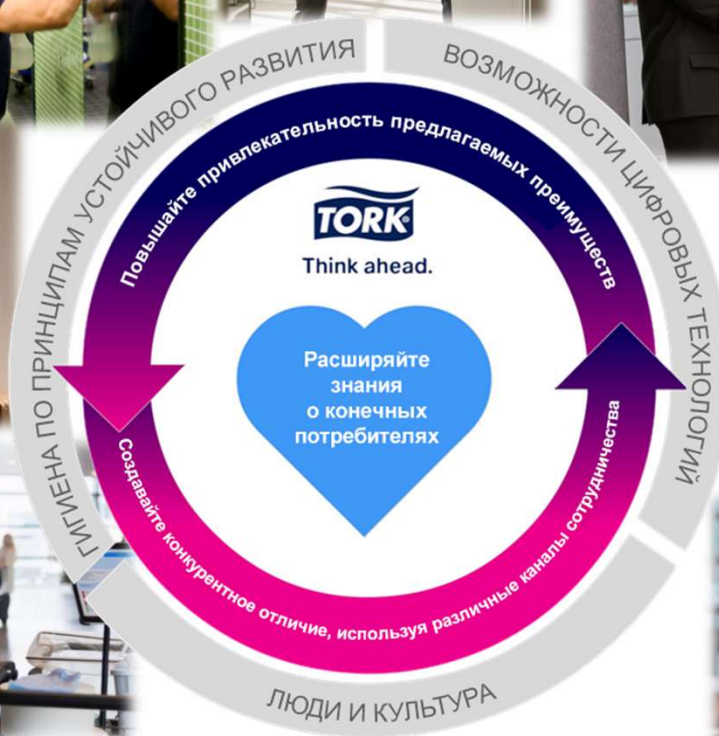 ГИГИЕНА ПО ПРИНЦИПАМ УСТОЙЧИВОГО РАЗВИТИЯ
ВОЗМОЖНОСТИ ЦИФРОВЫХ ТЕХНОЛОГИЙ
Повышайте привлекательность предлагаемых преимуществ
TORK
Think ahead.
Расширяйте
знания
о конечных
потребителях
Создавайте конкурентное отличие, используя различные каналы сотрудничества
ЛЮДИ И КУЛЬТУРА